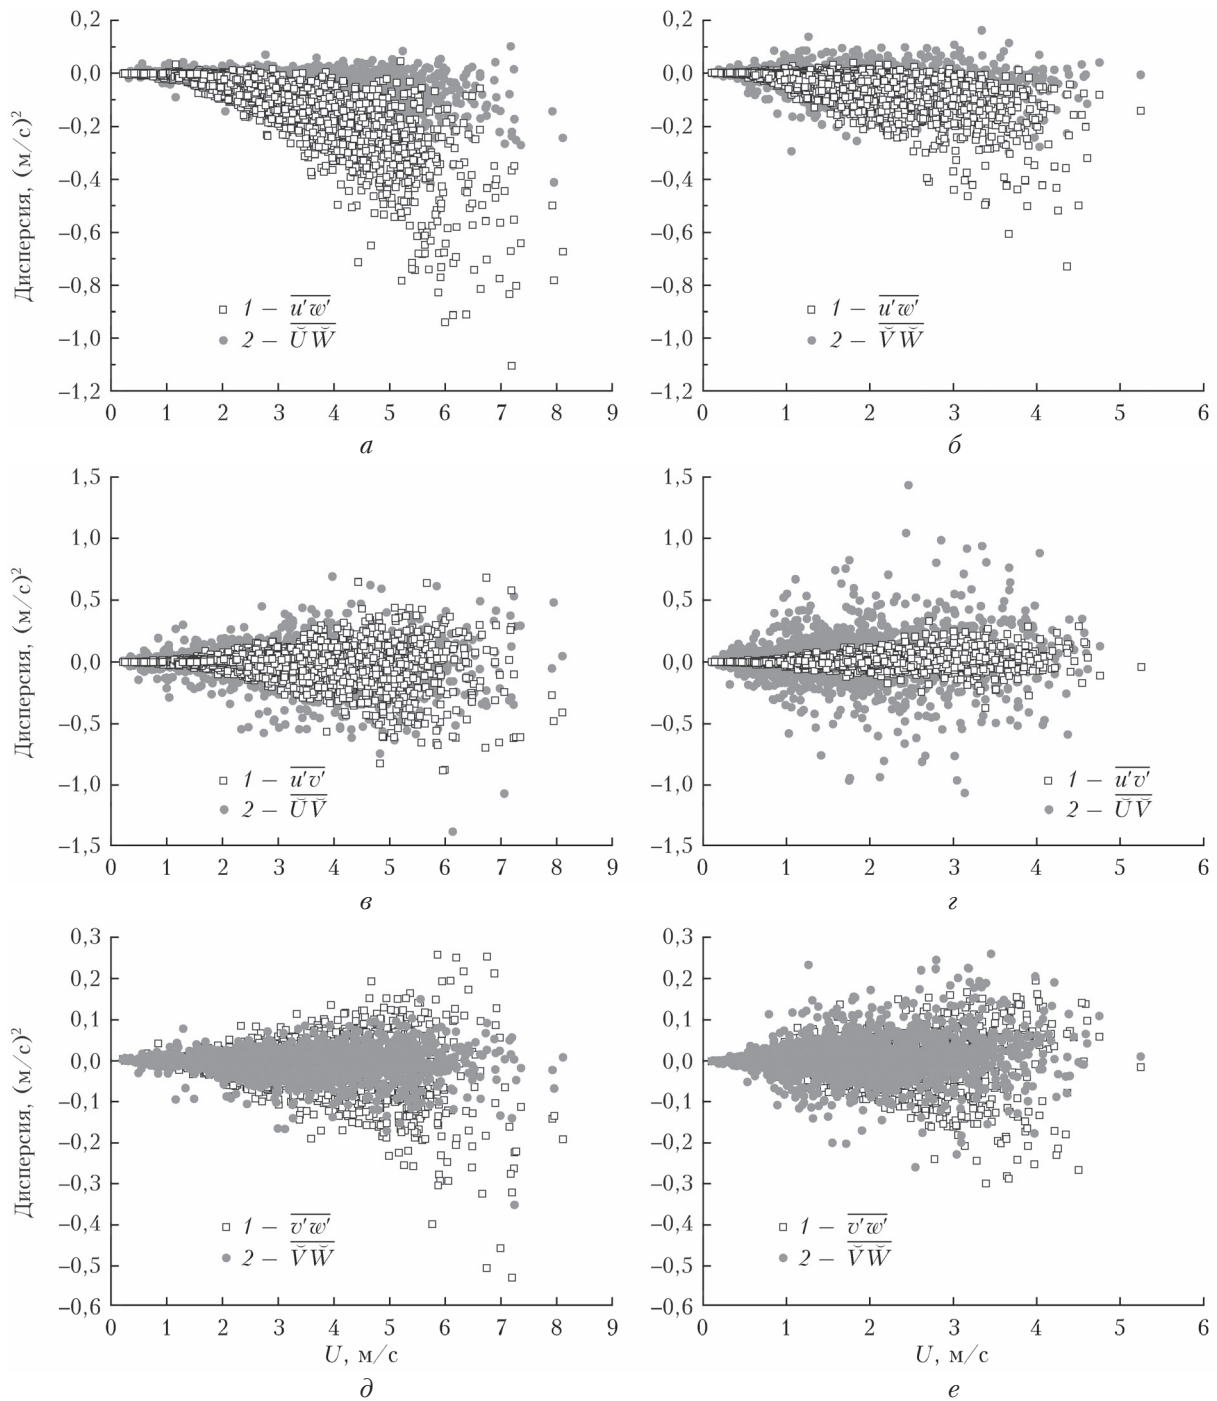 Дисперсия, (м/с)²
0,2
0,0
–0,2
–0,4
–0,6
–0,8
–1,0
–1,2
1 – u′w′
2 – ŬW̆
0 1 2 3 4 5 6 7 8 9
а
0,2
0,0
–0,2
–0,4
–0,6
–0,8
–1,0
–1,2
1 – u′w′
2 – V̆W̆
0 1 2 3 4 5 6
б
Дисперсия, (м/с)²
1,5
1,0
0,5
0,0
–0,5
–1,0
–1,5
1 – u′v′
2 – ŬV̆
0 1 2 3 4 5 6 7 8 9
в
1,5
1,0
0,5
0,0
–0,5
–1,0
–1,5
1 – u′v′
2 – ŬV̆
0 1 2 3 4 5 6
г
Дисперсия, (м/с)²
0,3
0,2
0,1
0,0
–0,1
–0,2
–0,3
–0,4
–0,5
–0,6
1 – v′w′
2 – V̆W̆
0 1 2 3 4 5 6 7 8 9
U, м/с
д
0,3
0,2
0,1
0,0
–0,1
–0,2
–0,3
–0,4
–0,5
–0,6
1 – v′w′
2 – V̆W̆
0 1 2 3 4 5 6
U, м/с
е